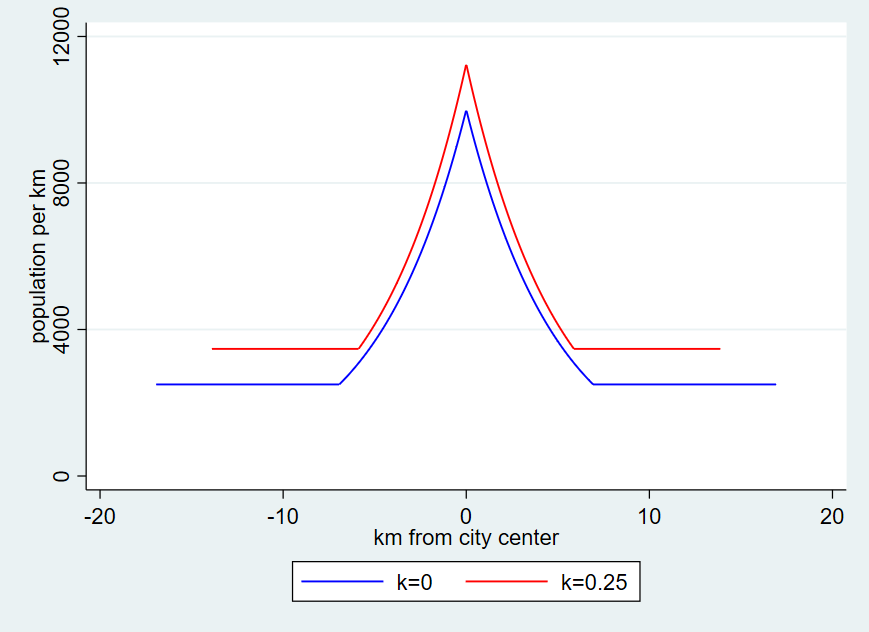 population per km
12000
8000
4000
0
-20 -10 0 10 20
km from city center
k=0 k=0.25